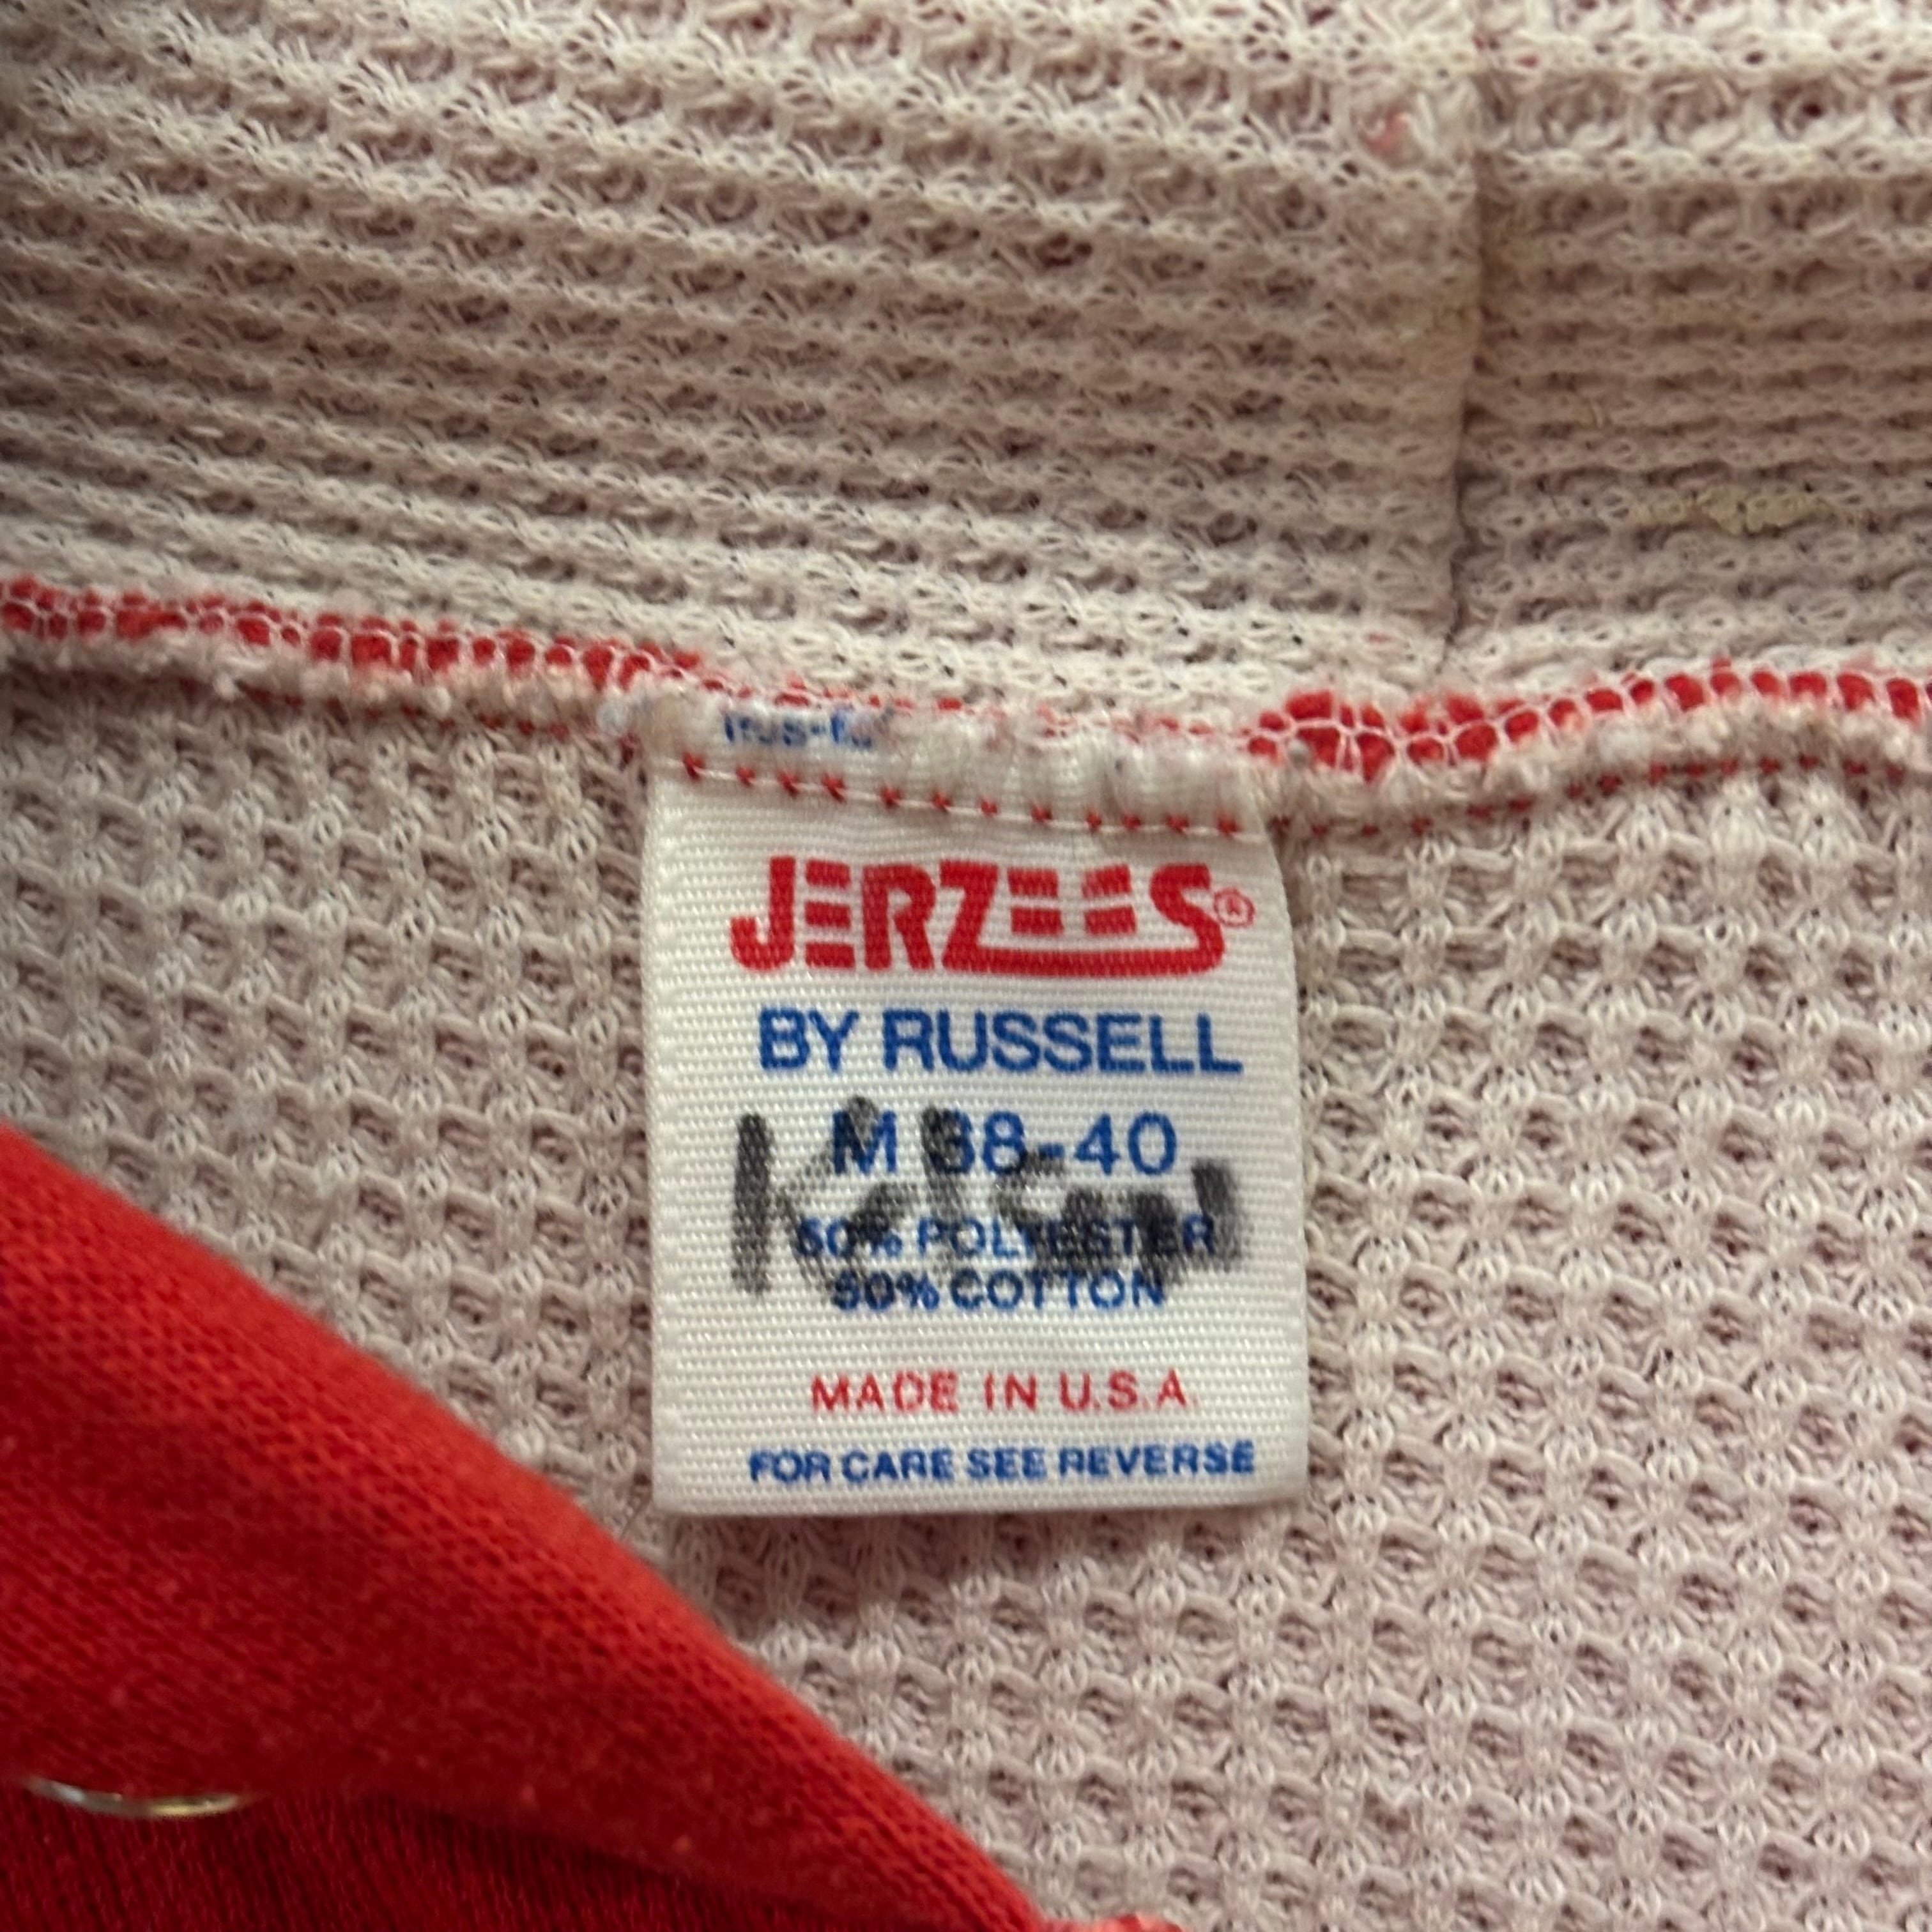 JERZEES®
BY RUSSELL
M 38-40
50% POLYESTER
50% COTTON
MADE IN U.S.A.
FOR CARE SEE REVERSE